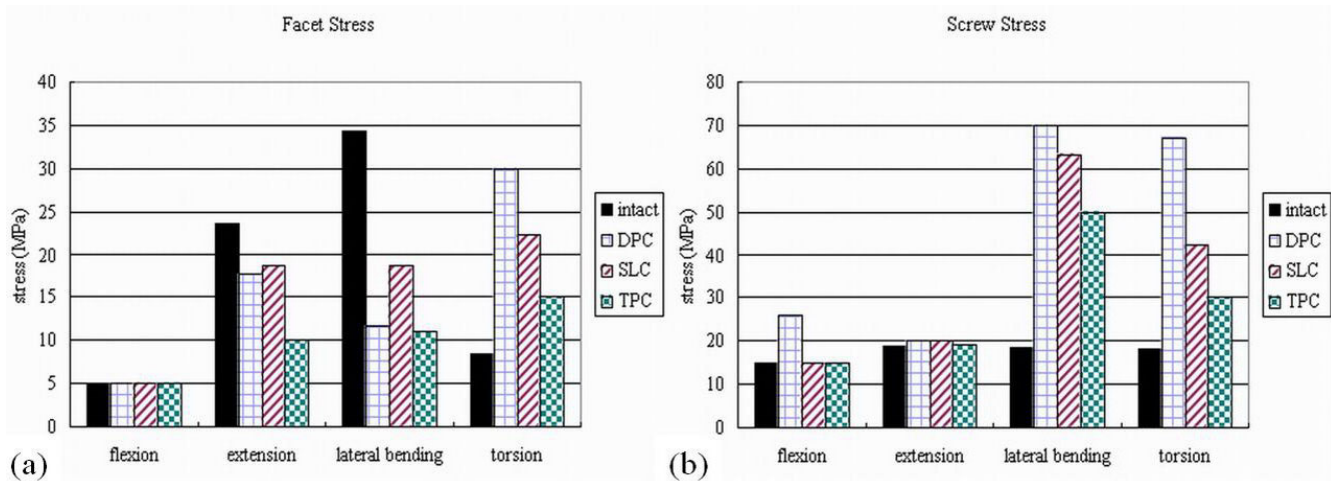 Facet Stress
40
35
30
25
20
15
10
5
0
stress (MPa)
flexion
extension
lateral bending
torsion
intact
DPC
SLC
TPC
(a)
Screw Stress
80
70
60
50
40
30
20
10
0
stress (MPa)
flexion
extension
lateral bending
torsion
intact
DPC
SLC
TPC
(b)